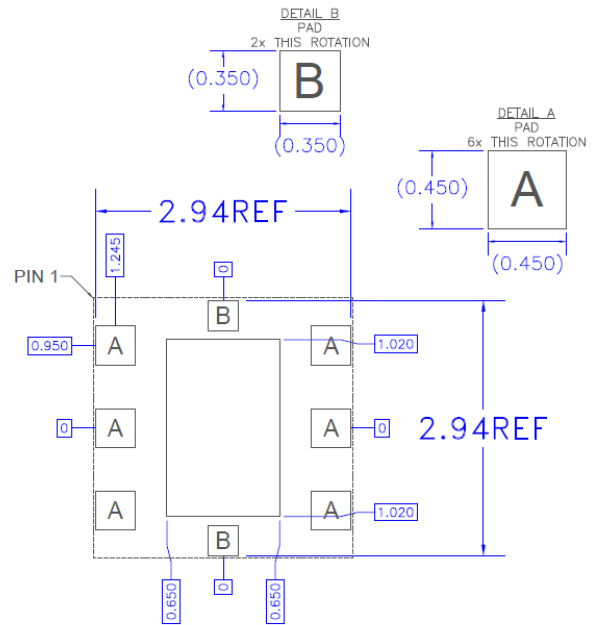 DETAIL B
PAD
2x THIS ROTATION
(0.350)
B
(0.350)
DETAIL A
PAD
6x THIS ROTATION
(0.450)
A
(0.450)
2.94REF
1.245
0
PIN 1
B
0.950
A
A
1.020
0
A
A
0
2.94REF
A
A
1.020
B
0.650
0
0.650